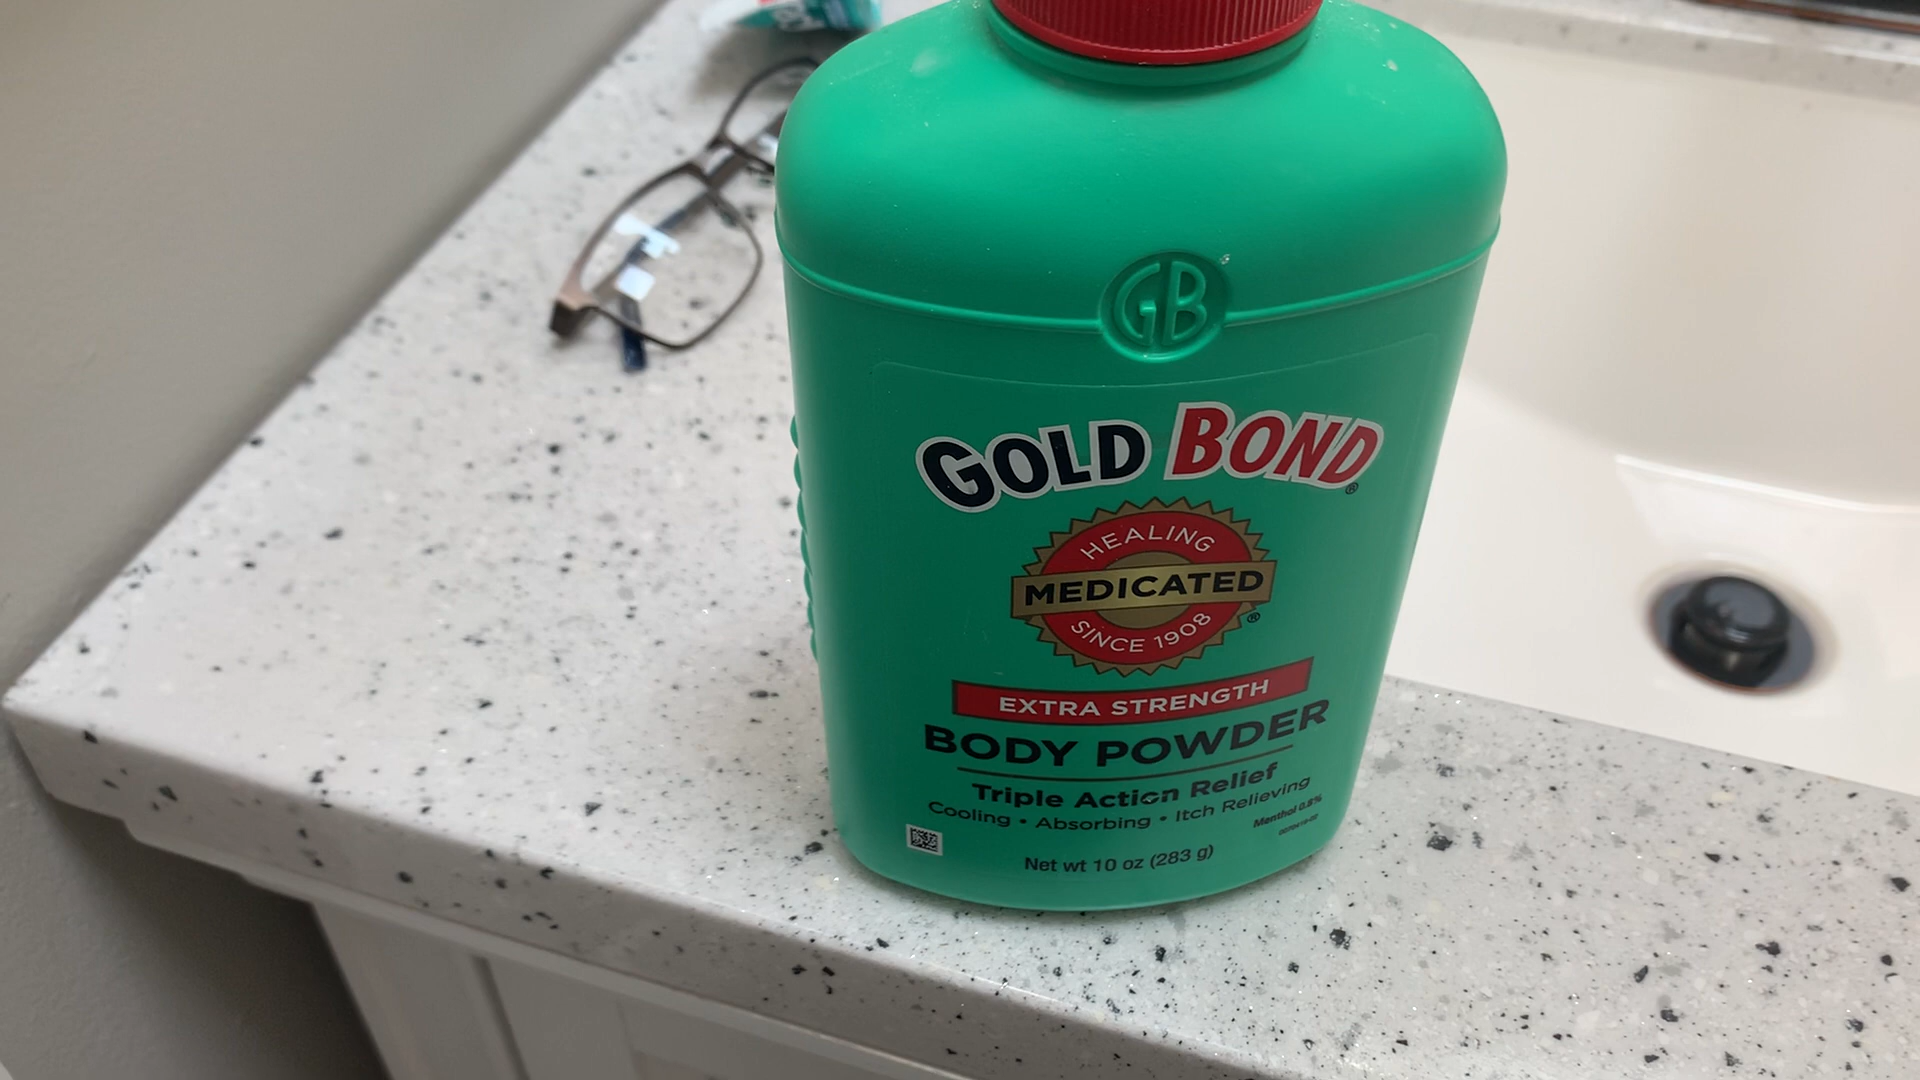 GB
GOLD BOND®
HEALING
MEDICATED®
SINCE 1908
EXTRA STRENGTH
BODY POWDER
Triple Action Relief
Cooling • Absorbing • Itch Relieving
Menthol 0.8%
Net wt 10 oz (283 g)